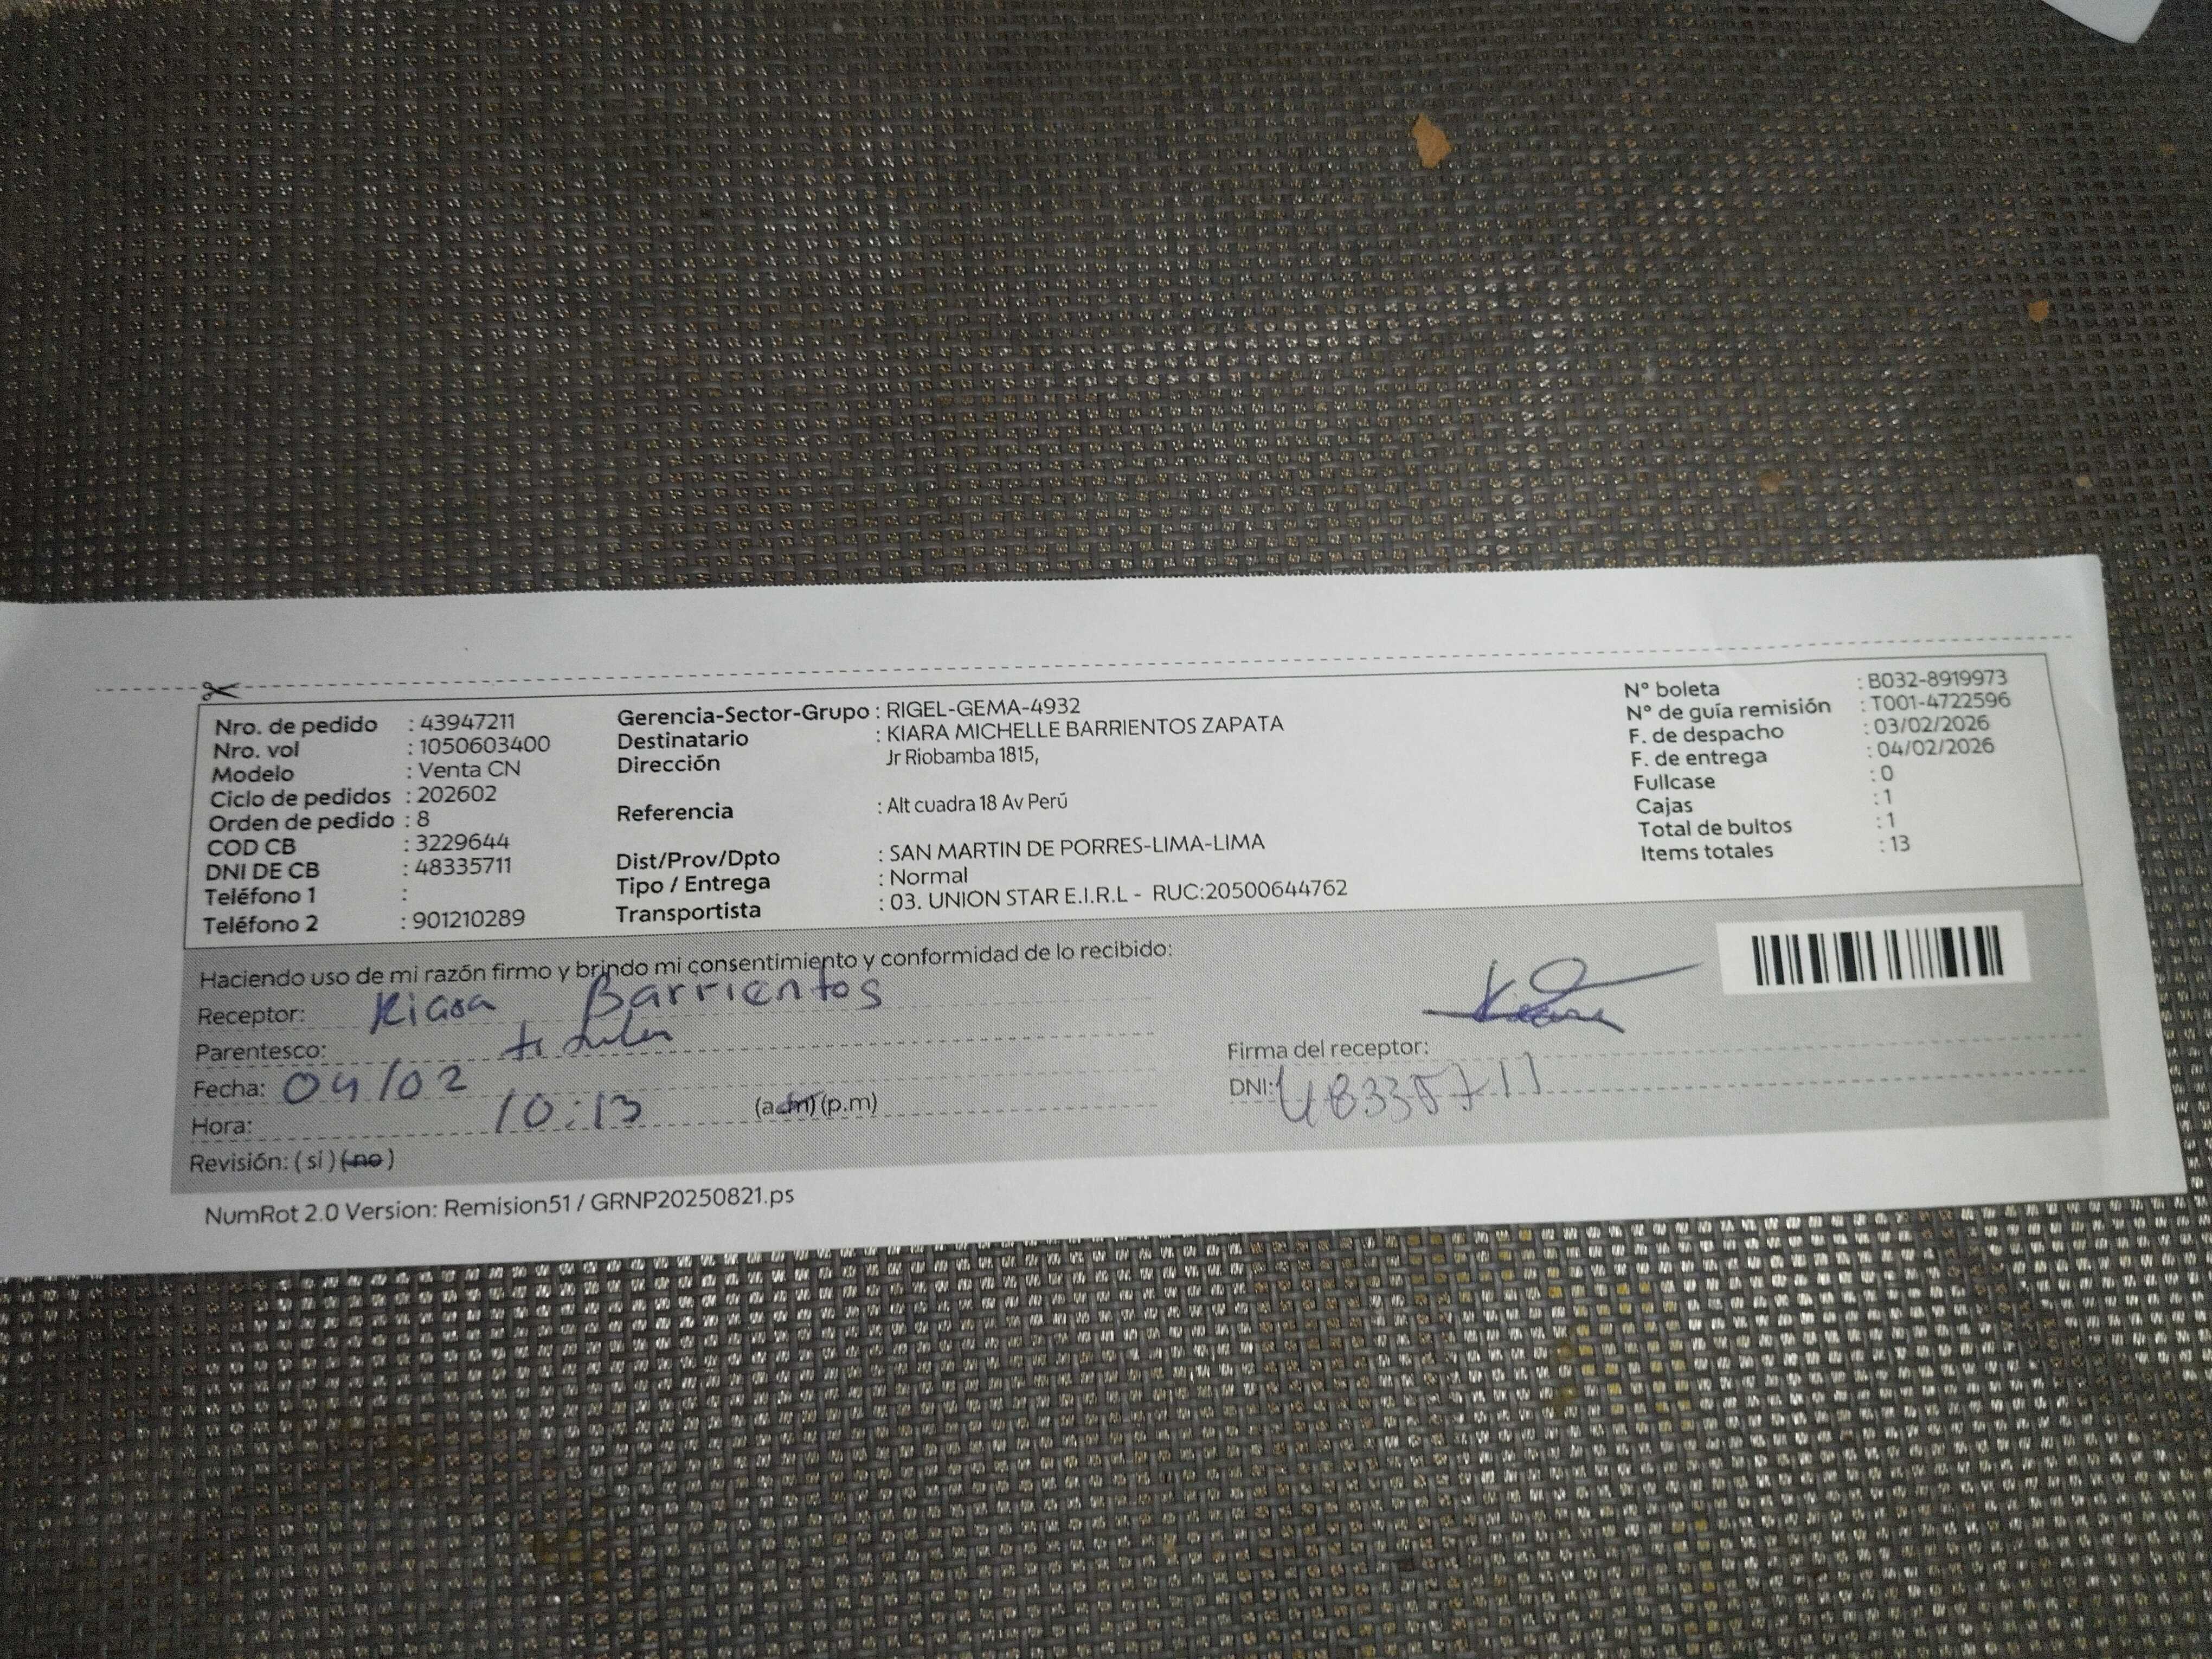 Nro. de pedido : 43947211
Nro. vol : 1050603400
Modelo : Venta CN
Ciclo de pedidos : 202602
Orden de pedido : 8
COD CB : 3229644
DNI DE CB : 48335711
Teléfono 1 :
Teléfono 2 : 901210289
Gerencia-Sector-Grupo : RIGEL-GEMA-4932
Destinatario : KIARA MICHELLE BARRIENTOS ZAPATA
Dirección Jr Riobamba 1815,
Referencia : Alt cuadra 18 Av Perú
Dist/Prov/Dpto : SAN MARTIN DE PORRES-LIMA-LIMA
Tipo / Entrega : Normal
Transportista : 03. UNION STAR E.I.R.L - RUC:20500644762
N° boleta : B032-8919973
N° de guía remisión : T001-4722596
F. de despacho : 03/02/2026
F. de entrega : 04/02/2026
Fullcase : 0
Cajas : 1
Total de bultos : 1
Items totales : 13
Haciendo uso de mi razón firmo y brindo mi consentimiento y conformidad de lo recibido:
Receptor: Kiara Barrientos
Parentesco: titular
Fecha: 04/02
Hora: 10:13 (a.m) (p.m)
Revisión: (si) (no)
Firma del receptor:
DNI: 48335711
NumRot 2.0 Version: Remision51 / GRNP20250821.ps